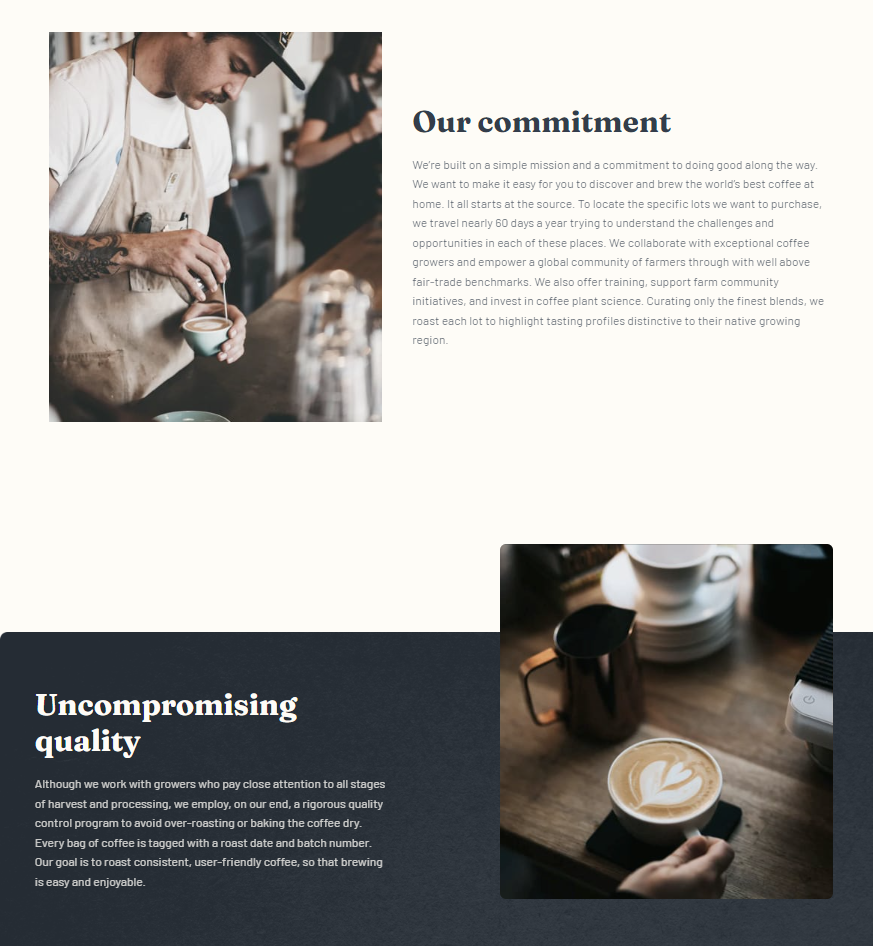 Our commitment
We're built on a simple mission and a commitment to doing good along the way.
We want to make it easy for you to discover and brew the world's best coffee at
home. It all starts at the source. To locate the specific lots we want to purchase,
we travel nearly 60 days a year trying to understand the challenges and
opportunities in each of these places. We collaborate with exceptional coffee
growers and empower a global community of farmers through with well above
fair-trade benchmarks. We also offer training, support farm community
initiatives, and invest in coffee plant science. Curating only the finest blends, we
roast each lot to highlight tasting profiles distinctive to their native growing
region.
Uncompromising
quality
Although we work with growers who pay close attention to all stages
of harvest and processing, we employ, on our end, a rigorous quality
control program to avoid over-roasting or baking the coffee dry.
Every bag of coffee is tagged with a roast date and batch number.
Our goal is to roast consistent, user-friendly coffee, so that brewing
is easy and enjoyable.